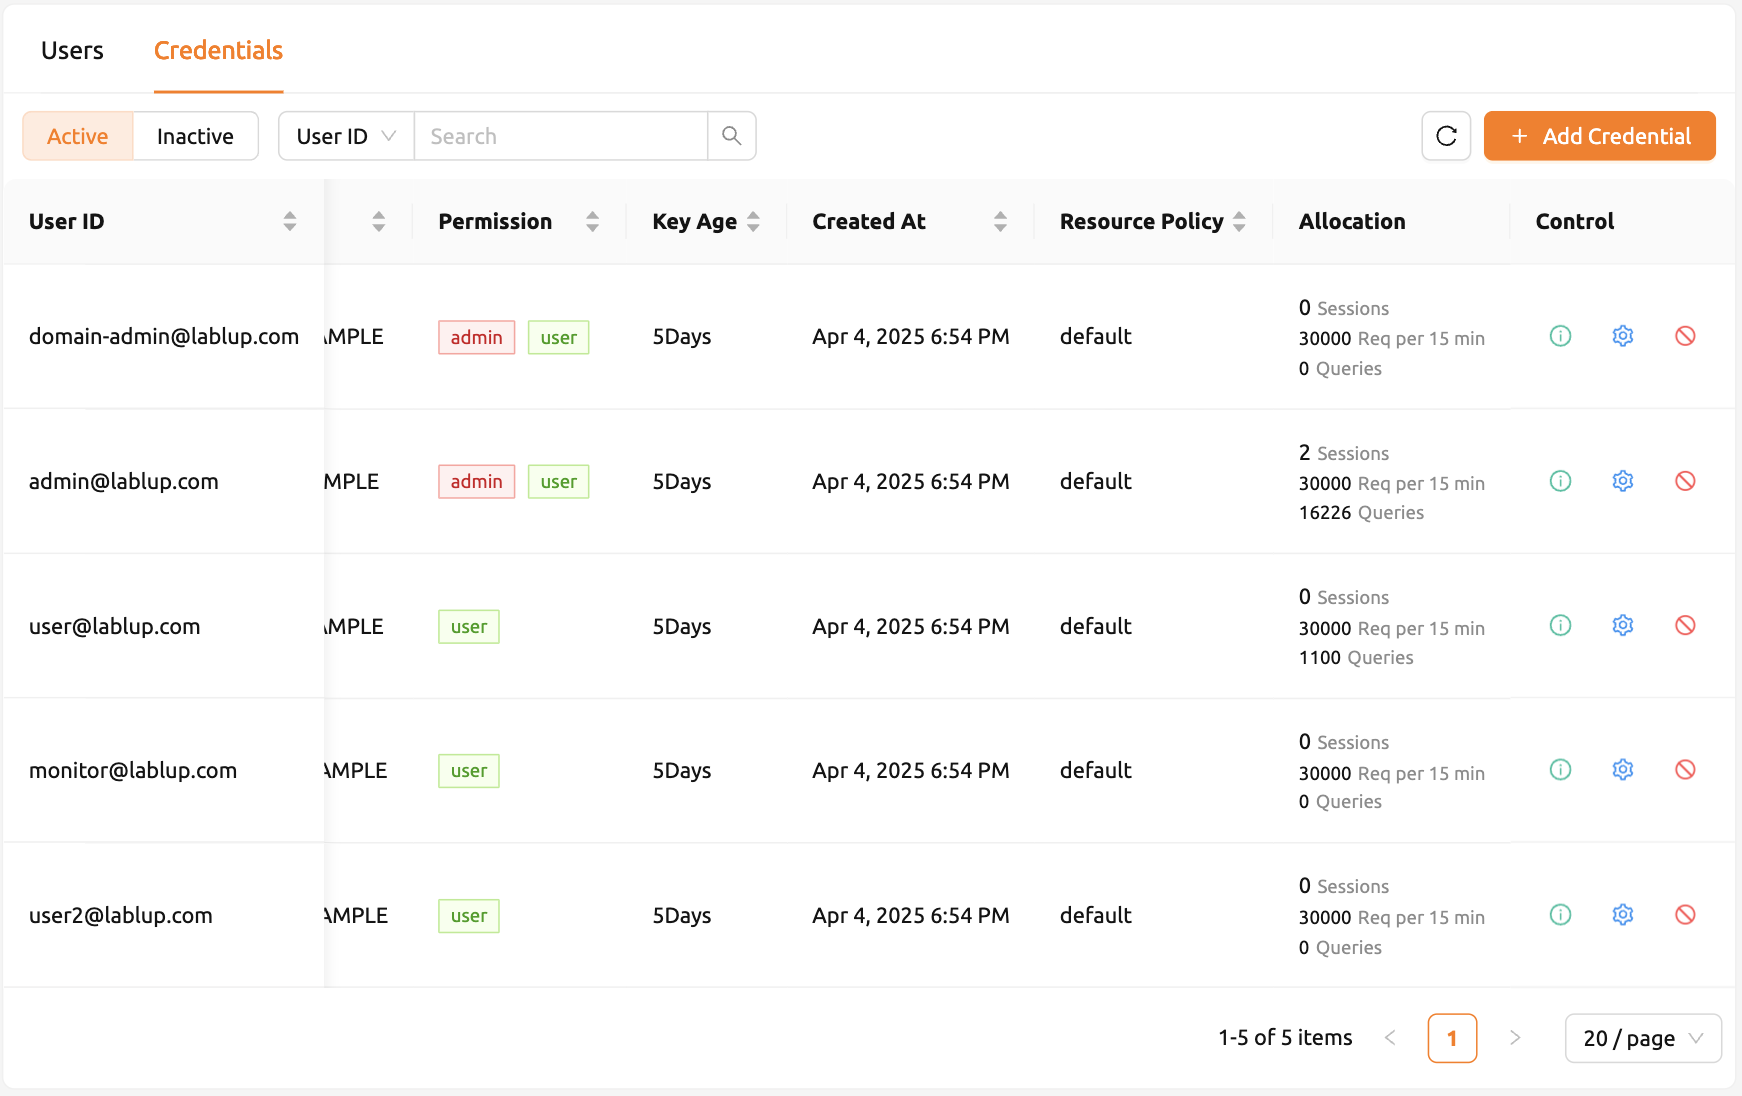 Users Credentials
Active Inactive User ID Search Add Credential
User ID Permission Key Age Created At Resource Policy Allocation Control
domain-admin@lablup.com AMPLE admin user 5Days Apr 4, 2025 6:54 PM default
0 Sessions
30000 Req per 15 min
0 Queries
admin@lablup.com MPLE admin user 5Days Apr 4, 2025 6:54 PM default
2 Sessions
30000 Req per 15 min
16226 Queries
user@lablup.com AMPLE user 5Days Apr 4, 2025 6:54 PM default
0 Sessions
30000 Req per 15 min
1100 Queries
monitor@lablup.com AMPLE user 5Days Apr 4, 2025 6:54 PM default
0 Sessions
30000 Req per 15 min
0 Queries
user2@lablup.com AMPLE user 5Days Apr 4, 2025 6:54 PM default
0 Sessions
30000 Req per 15 min
0 Queries
1-5 of 5 items < 1 > 20 / page